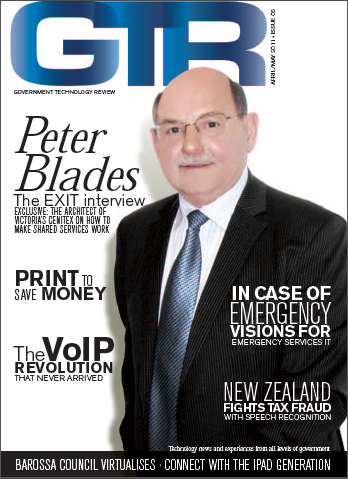 GTR
GOVERNMENT TECHNOLOGY REVIEW
APRIL/MAY 2011 • ISSUE 05
Peter
Blades
The EXIT interview
EXCLUSIVE: THE ARCHITECT OF
VICTORIA'S CENITEX ON HOW TO
MAKE SHARED SERVICES WORK
PRINT TO
SAVE MONEY
The VoIP
REVOLUTION
THAT NEVER ARRIVED
IN CASE OF
EMERGENCY
VISIONS FOR
EMERGENCY SERVICES IT
NEW ZEALAND
FIGHTS TAX FRAUD
WITH SPEECH RECOGNITION
Technology news and experiences from all levels of government
BAROSSA COUNCIL VIRTUALISES · CONNECT WITH THE IPAD GENERATION